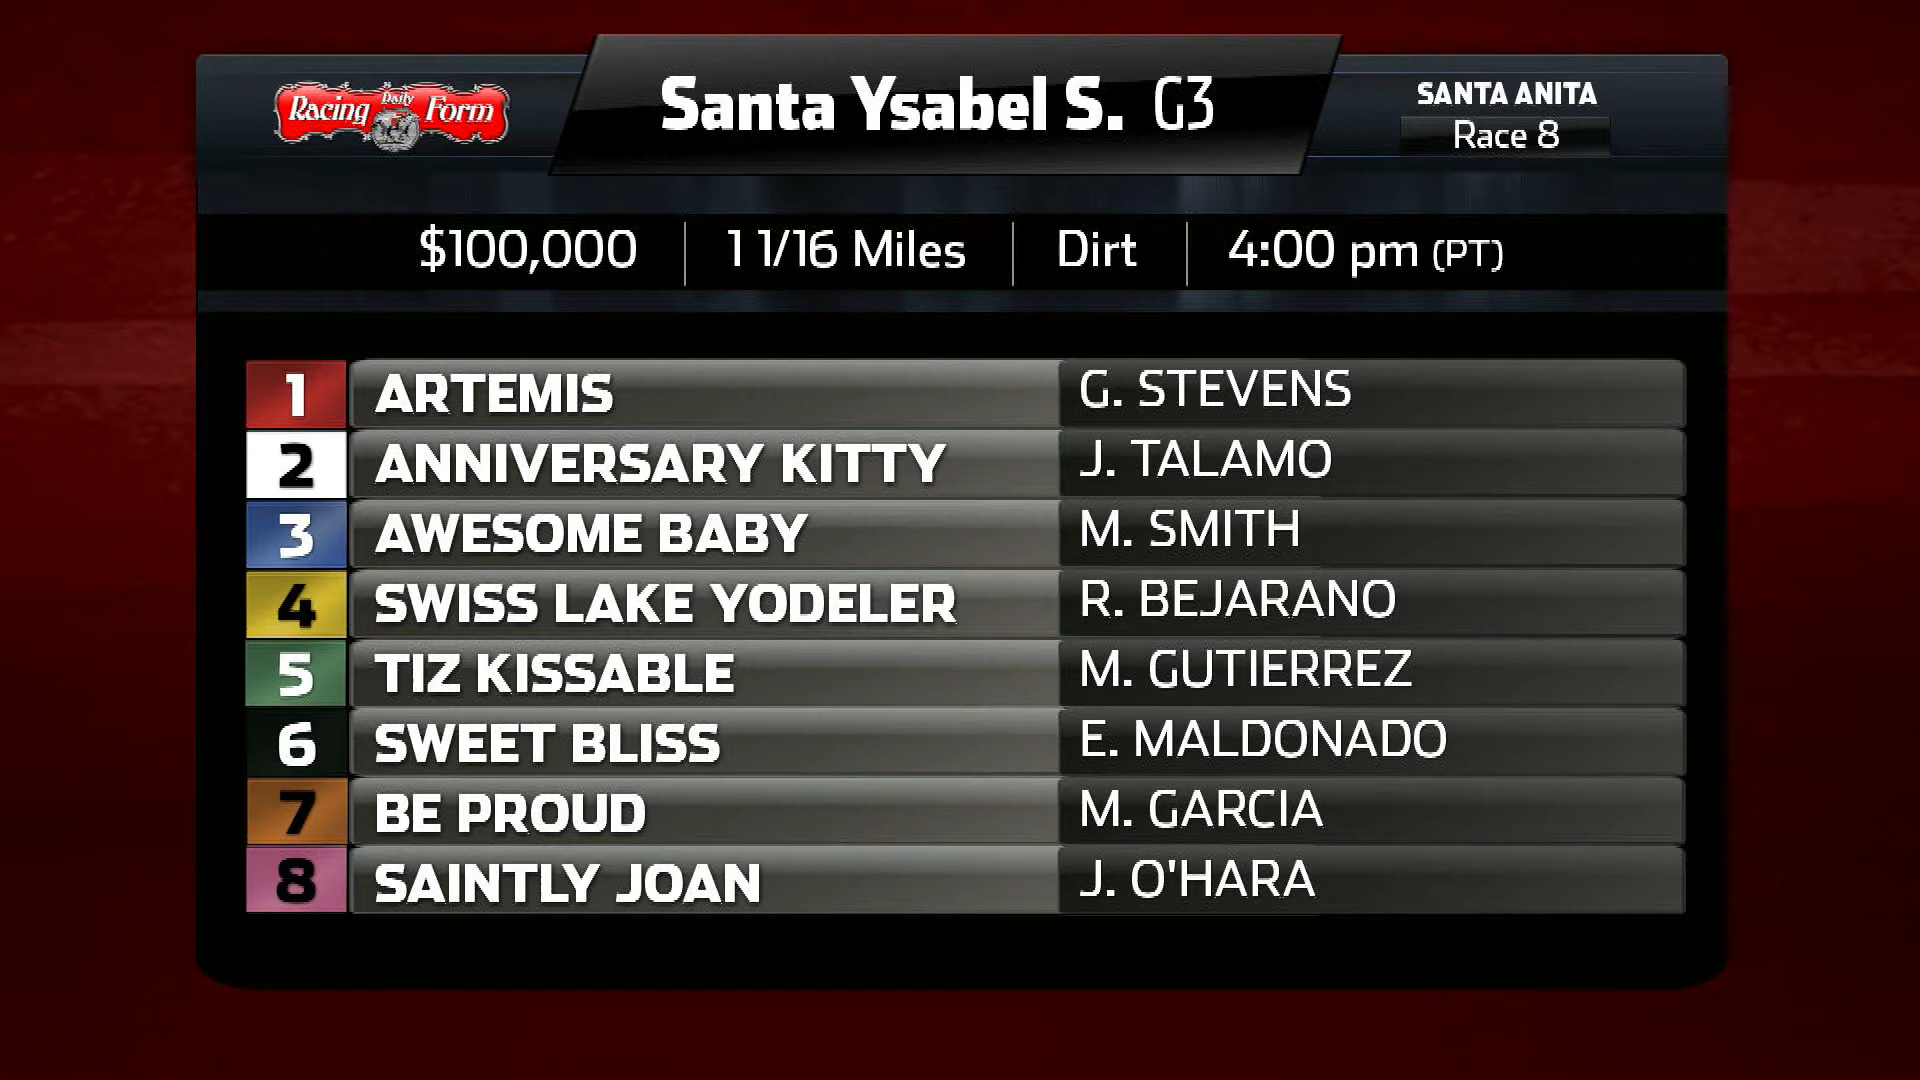 Daily
Racing Form
Santa Ysabel S. G3
SANTA ANITA
Race 8
$100,000 1 1/16 Miles Dirt 4:00 pm (PT)
1 ARTEMIS G. STEVENS
2 ANNIVERSARY KITTY J. TALAMO
3 AWESOME BABY M. SMITH
4 SWISS LAKE YODELER R. BEJARANO
5 TIZ KISSABLE M. GUTIERREZ
6 SWEET BLISS E. MALDONADO
7 BE PROUD M. GARCIA
8 SAINTLY JOAN J. O'HARA